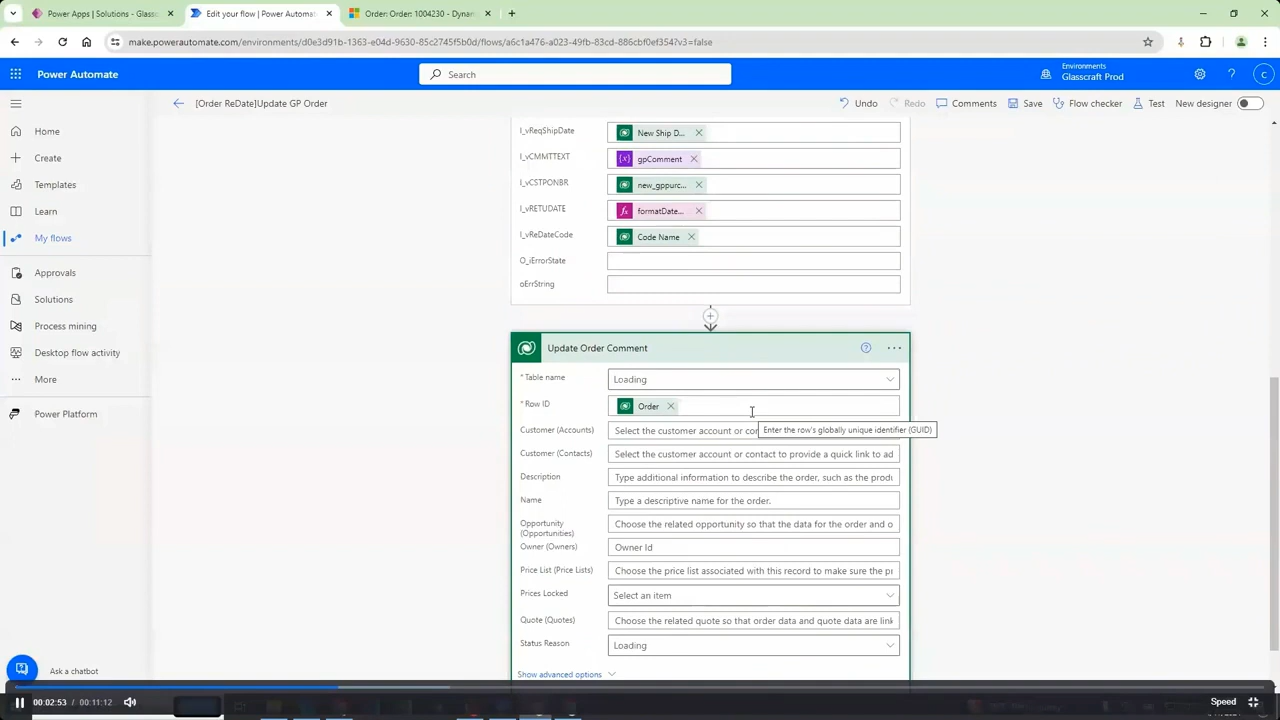 Power Apps | Solutions - Glassc
Edit your flow | Power Automate
Order: Order: 1004230 - Dynam
make.powerautomate.com/environments/d0e3d91b-1363-e04d-9630-85c2745f5b0d/flows/a6c1a476-a023-49fb-83cd-886cbf0ef354?v3=false
Power Automate
Search
Environments
Glasscraft Prod
C
[Order ReDate]Update GP Order
Undo
Redo
Comments
Save
Flow checker
Test
New designer
Home
Create
Templates
Learn
My flows
Approvals
Solutions
Process mining
Desktop flow activity
More
Power Platform
Ask a chatbot
I_vReqShipDate
New Ship D...
I_vCMMTTEXT
gpComment
I_vCSTPONBR
new_gppurc...
I_vRETUDATE
formatDate...
I_vReDateCode
Code Name
O_iErrorState
oErrString
Update Order Comment
* Table name
Loading
* Row ID
Order
Enter the row's globally unique identifier (GUID)
Customer (Accounts)
Select the customer account or con
Customer (Contacts)
Select the customer account or contact to provide a quick link to ad
Description
Type additional information to describe the order, such as the produ
Name
Type a descriptive name for the order.
Opportunity
(Opportunities)
Choose the related opportunity so that the data for the order and o
Owner (Owners)
Owner Id
Price List (Price Lists)
Choose the price list associated with this record to make sure the pr
Prices Locked
Select an item
Quote (Quotes)
Choose the related quote so that order data and quote data are link
Status Reason
Loading
Show advanced options
00:02:53 / 00:11:12
Speed